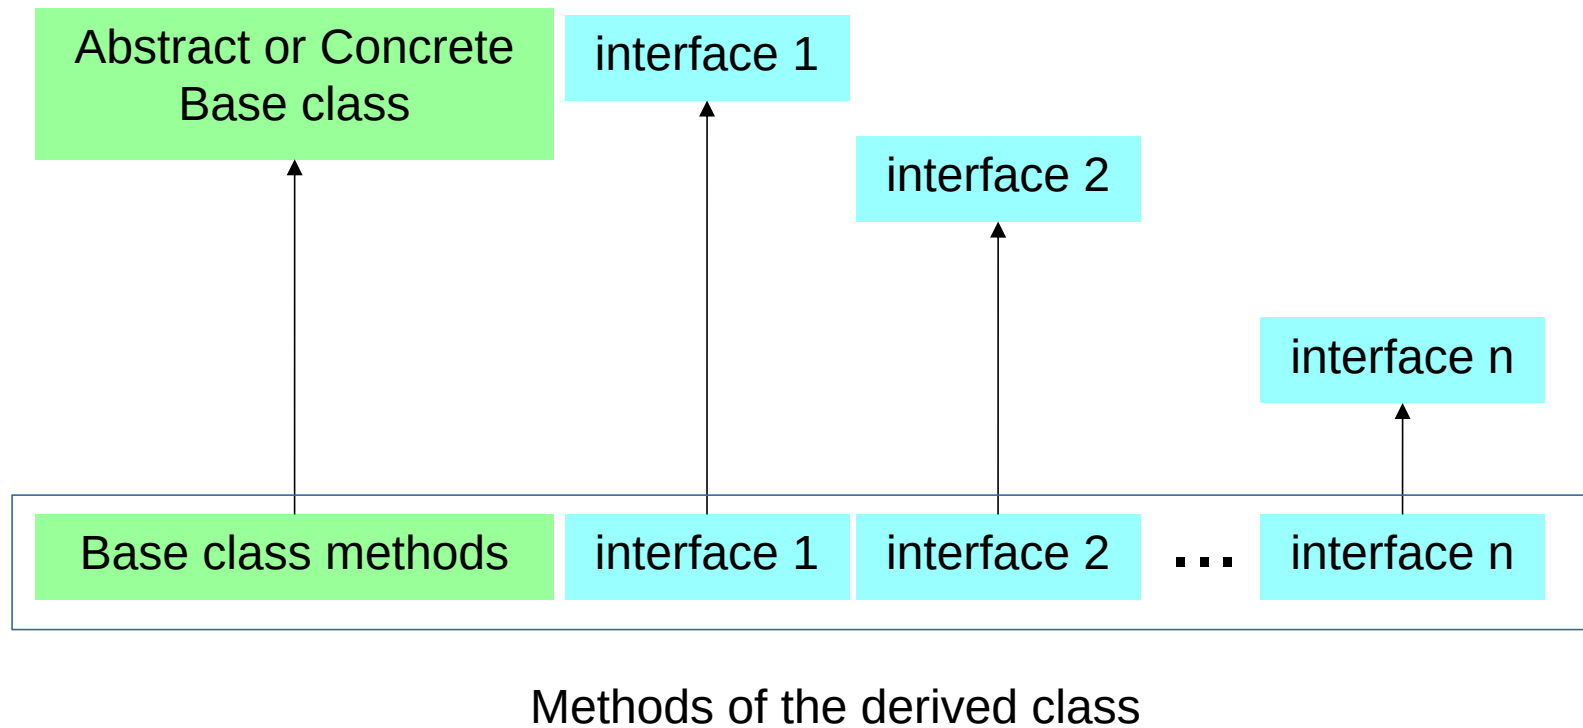 Abstract or Concrete
Base class
interface 1
interface 2
interface n
Base class methods
interface 1
interface 2
...
interface n
Methods of the derived class